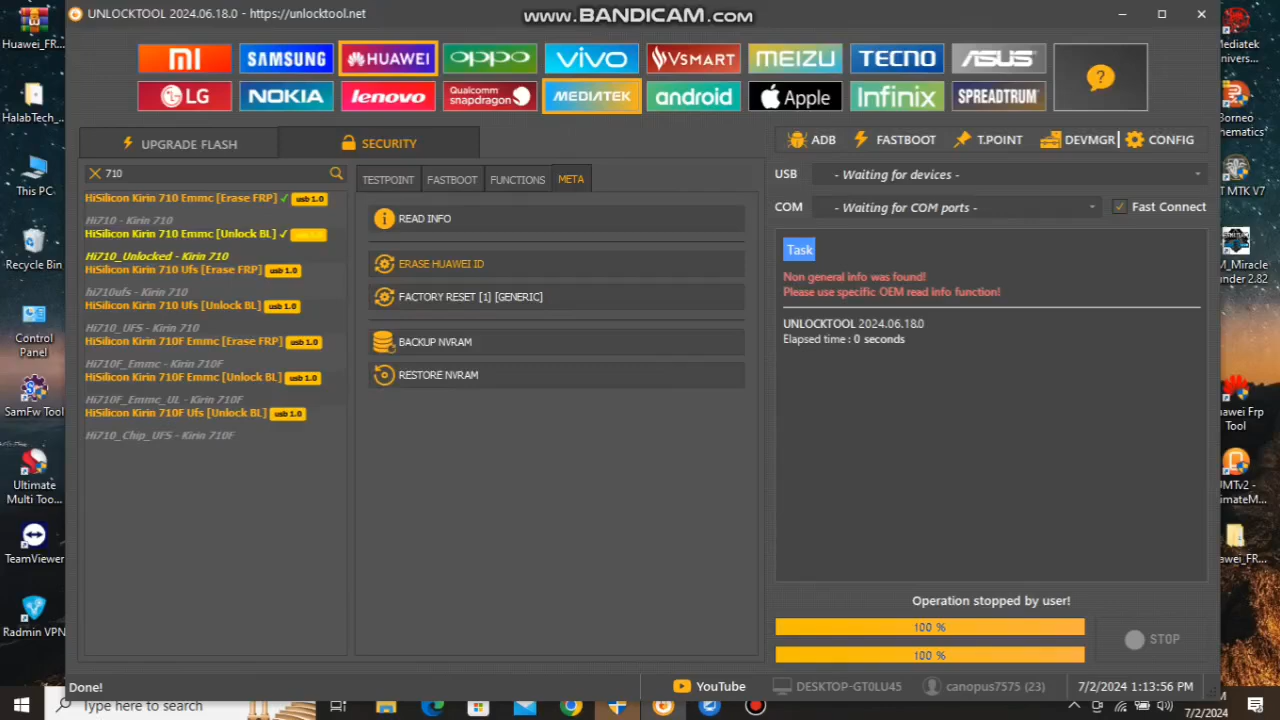 UNLOCKTOOL 2024.06.18.0 - https://unlocktool.net
www.BANDICAM.com
mi SAMSUNG HUAWEI oppo vivo VSMART MEIZU TECNO ASUS ?
LG NOKIA lenovo Qualcomm snapdragon MEDIATEK android Apple Infinix SPREADTRUM
UPGRADE FLASH SECURITY
ADB FASTBOOT T.POINT DEVMGR CONFIG
710
TESTPOINT FASTBOOT FUNCTIONS META
USB - Waiting for devices -
COM - Waiting for COM ports - Fast Connect
HiSilicon Kirin 710 Emmc [Erase FRP] ✓ usb 1.0
Hi710 - Kirin 710
HiSilicon Kirin 710 Emmc [Unlock BL] ✓ usb 1.0
Hi710_Unlocked - Kirin 710
HiSilicon Kirin 710 Ufs [Erase FRP] usb 1.0
hi710ufs - Kirin 710
HiSilicon Kirin 710 Ufs [Unlock BL] usb 1.0
Hi710_UFS - Kirin 710
HiSilicon Kirin 710F Emmc [Erase FRP] usb 1.0
Hi710F_Emmc - Kirin 710F
HiSilicon Kirin 710F Emmc [Unlock BL] usb 1.0
Hi710F_Emmc_UL - Kirin 710F
HiSilicon Kirin 710F Ufs [Unlock BL] usb 1.0
Hi710_Chip_UFS - Kirin 710F
READ INFO
ERASE HUAWEI ID
FACTORY RESET [1] [GENERIC]
BACKUP NVRAM
RESTORE NVRAM
Task
Non general info was found!
Please use specific OEM read info function!
UNLOCKTOOL 2024.06.18.0
Elapsed time : 0 seconds
Operation stopped by user!
100 %
100 %
STOP
Done!
YouTube DESKTOP-GT0LU45 canopus7575 (23) 7/2/2024 1:13:56 PM
Huawei_FR...
HalabTech_...
This PC
Recycle Bin
Control
Panel
SamFw Tool
Ultimate
Multi Too...
TeamViewer
Radmin VPN
T MTK V7
Tool
Type here to search
7/2/2024